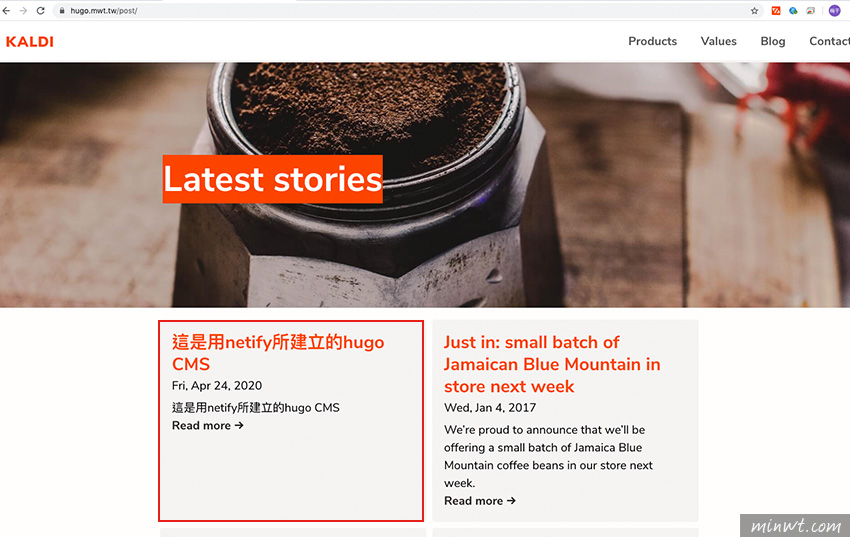 hugo.mwt.tw/post/
KALDI
Products Values Blog Contact
Latest stories
這是用netify所建立的hugo
CMS
Fri, Apr 24, 2020
這是用netify所建立的hugo CMS
Read more →
Just in: small batch of
Jamaican Blue Mountain in
store next week
Wed, Jan 4, 2017
We’re proud to announce that we’ll be
offering a small batch of Jamaica Blue
Mountain coffee beans in our store next
week.
Read more →
minwt.com